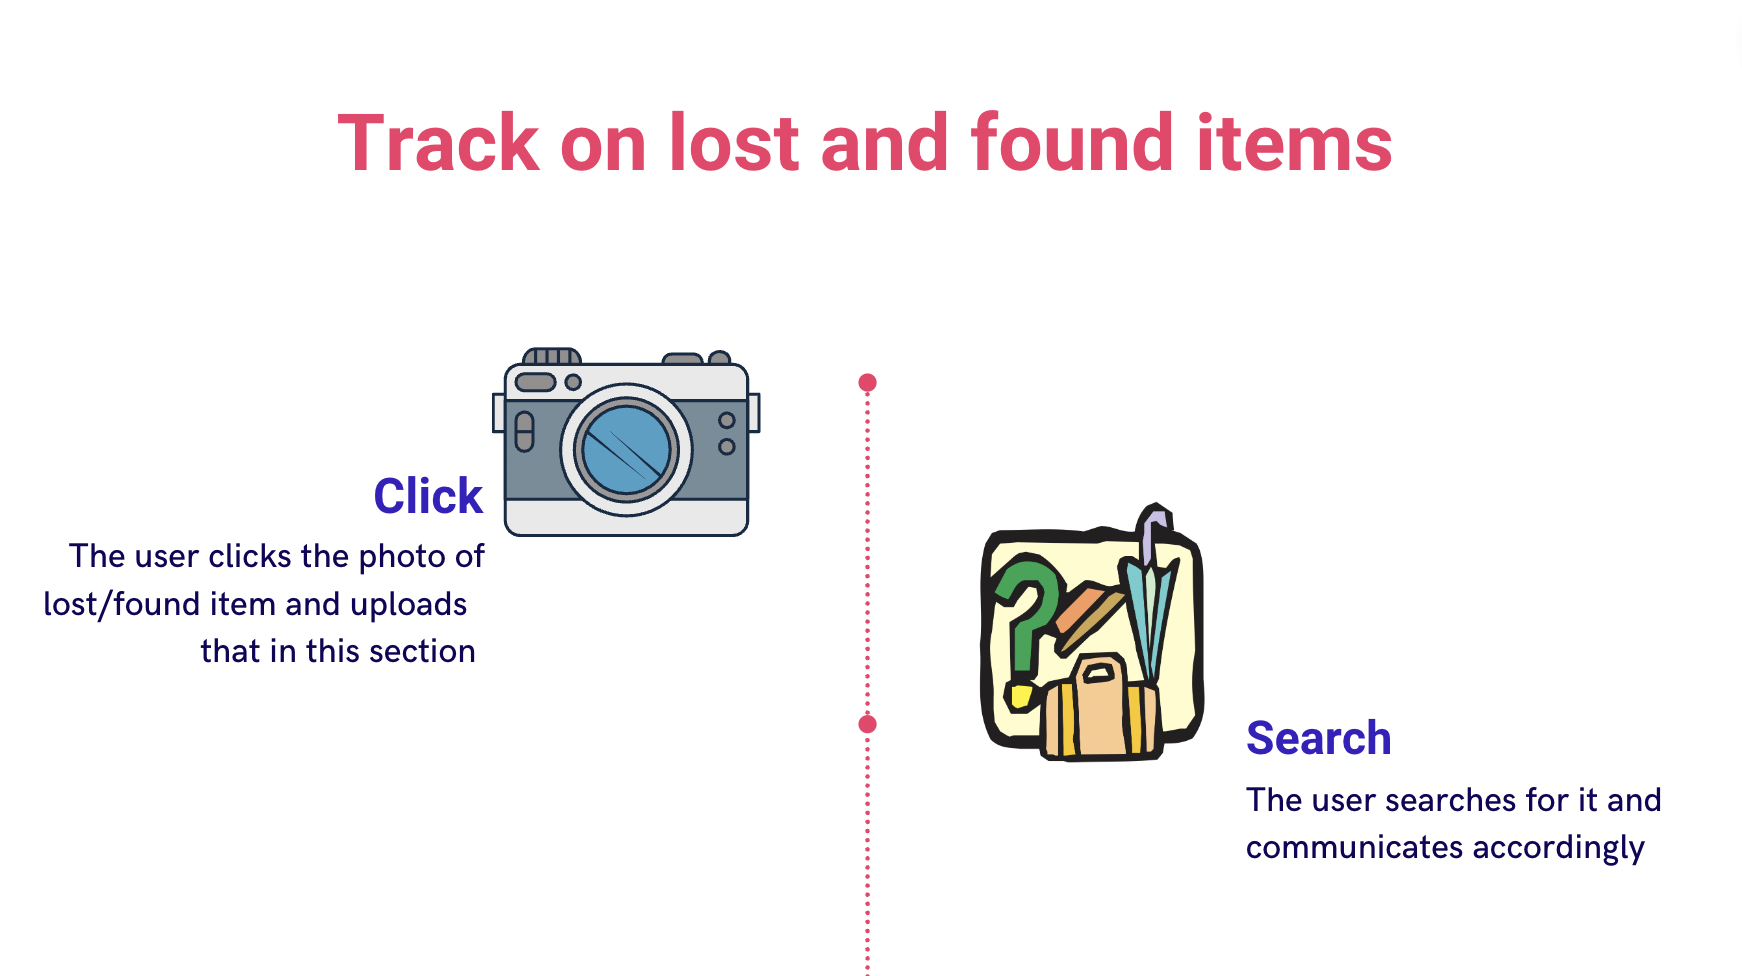 Track on lost and found items
Click
The user clicks the photo of
lost/found item and uploads
that in this section
Search
The user searches for it and
communicates accordingly